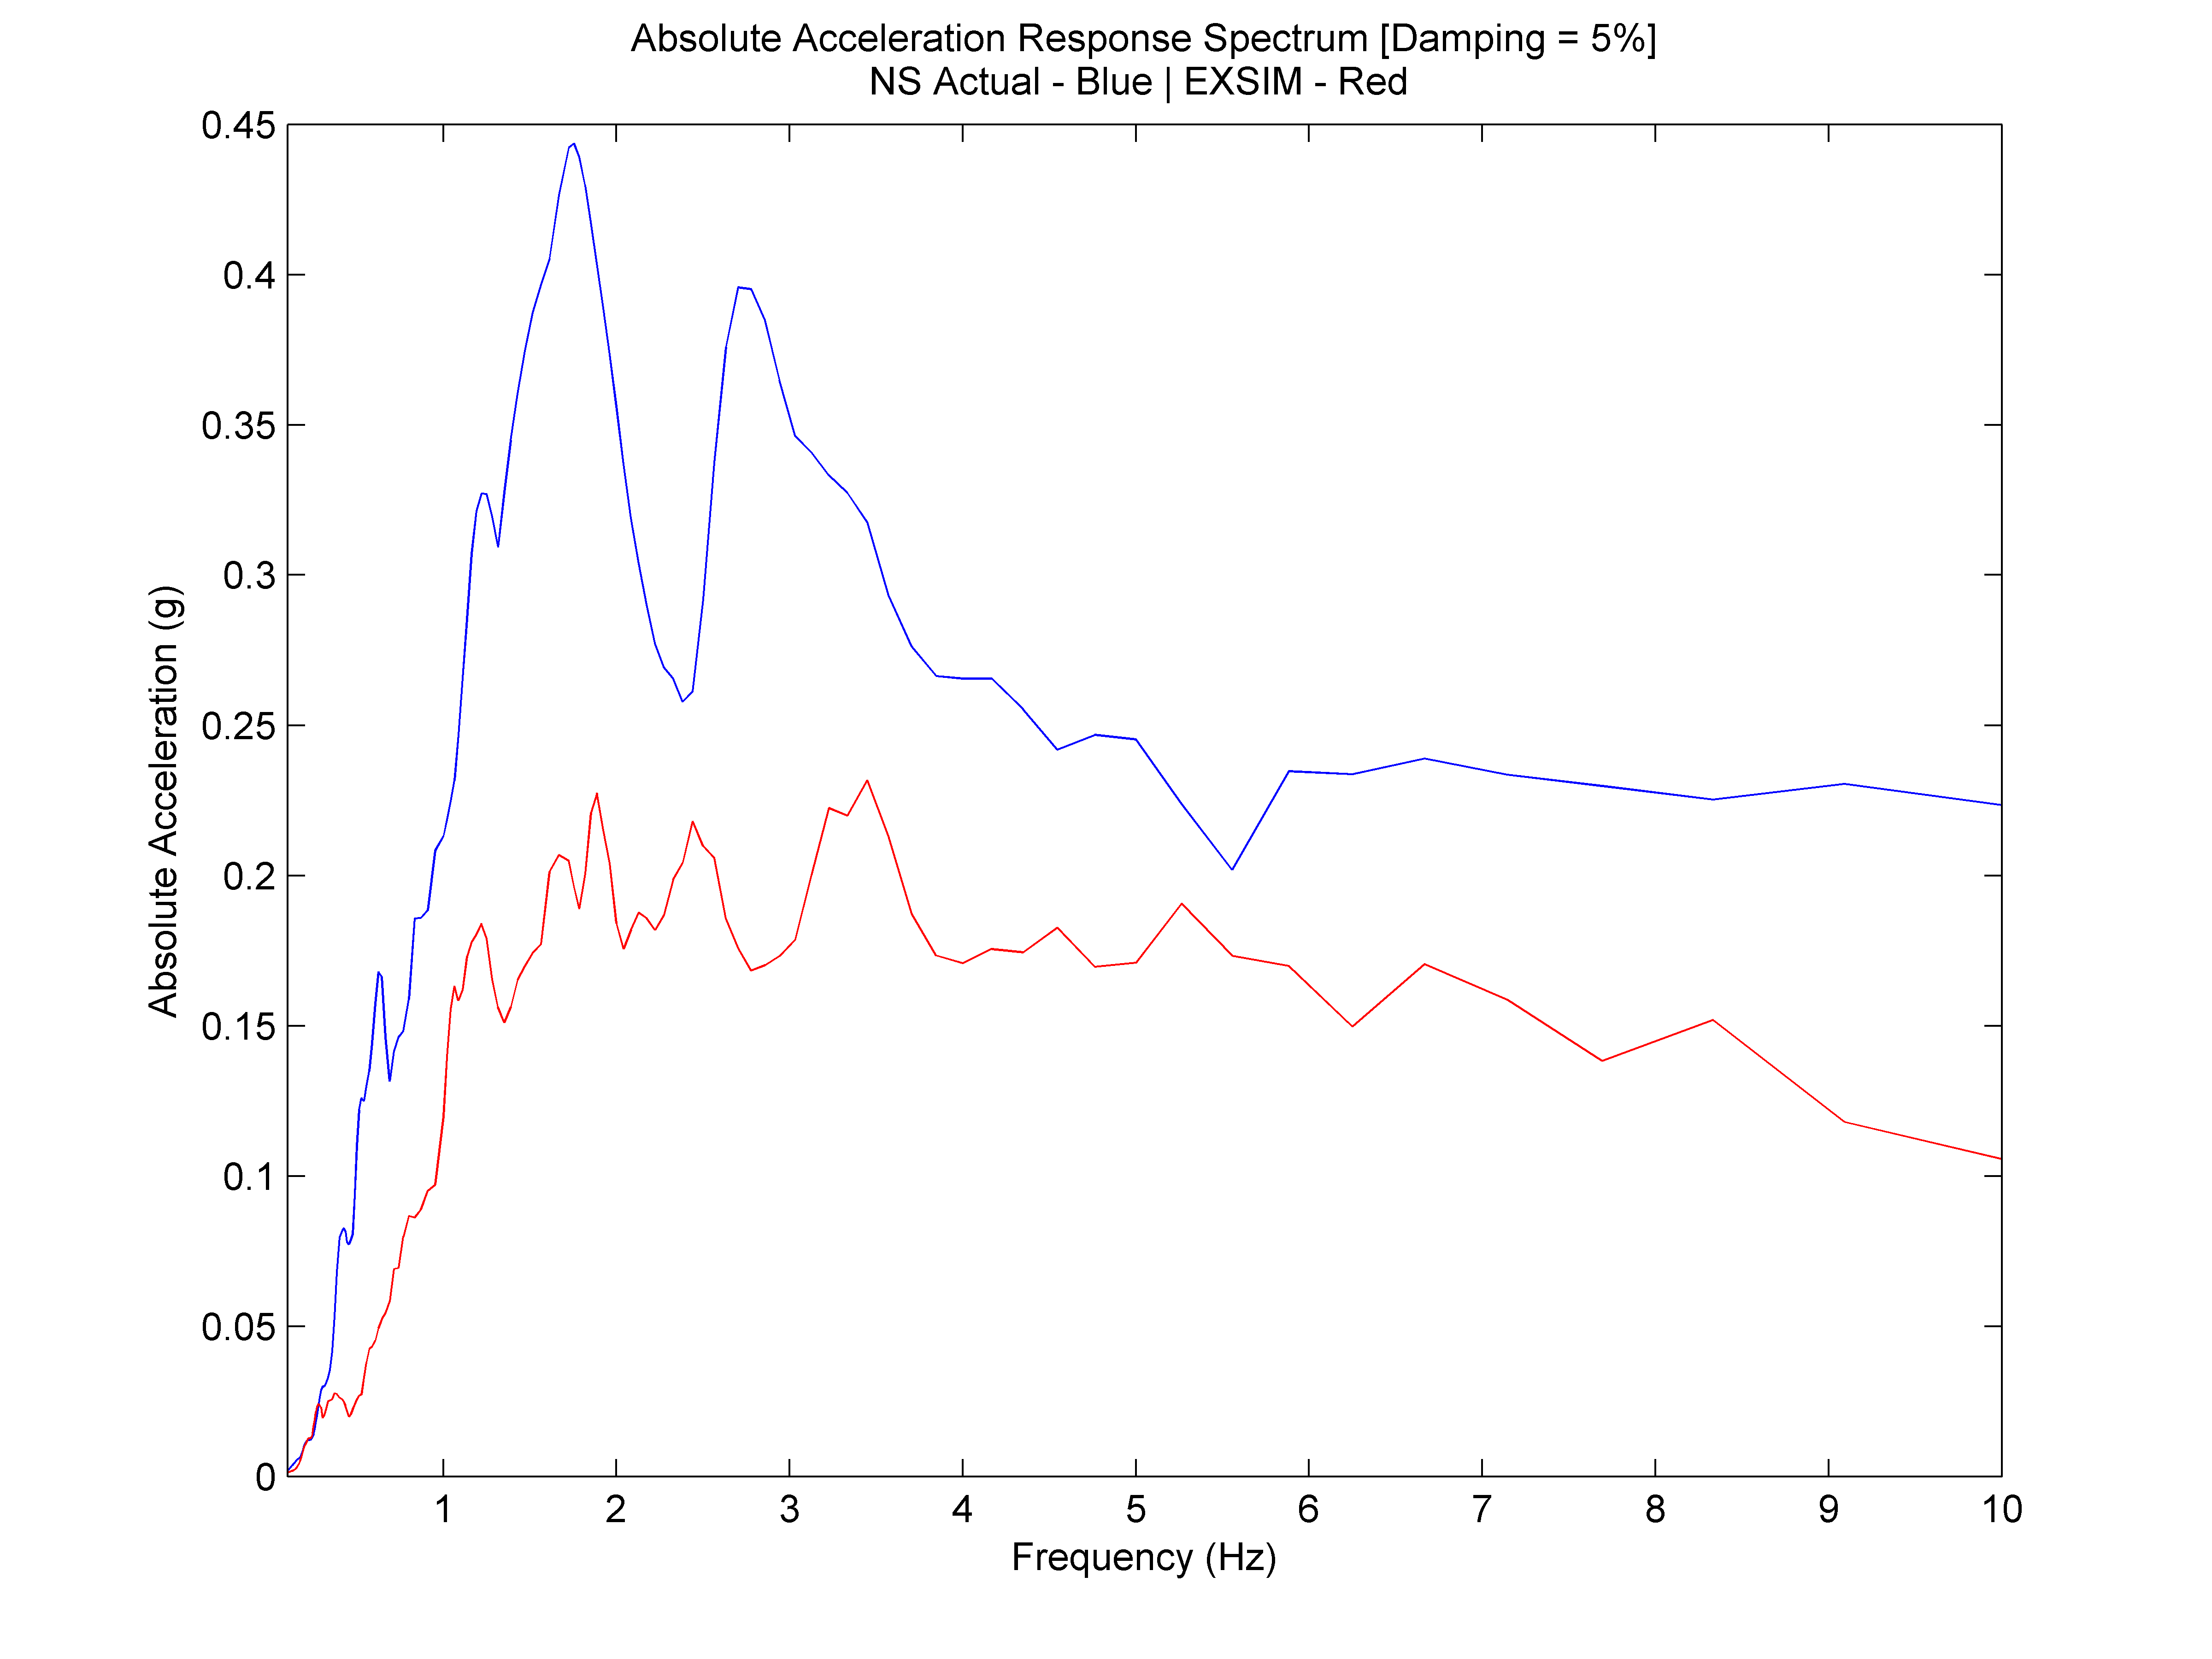 Absolute Acceleration Response Spectrum [Damping = 5%]
NS Actual - Blue | EXSIM - Red
0.45
0.4
0.35
0.3
0.25
0.2
0.15
0.1
0.05
0
Absolute Acceleration (g)
1 2 3 4 5 6 7 8 9 10
Frequency (Hz)